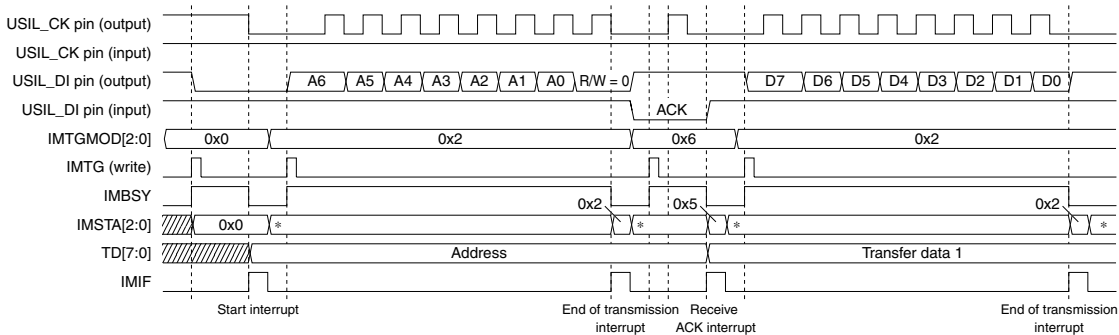 USIL_CK pin (output)
USIL_CK pin (input)
USIL_DI pin (output) A6 A5 A4 A3 A2 A1 A0 R/W = 0 D7 D6 D5 D4 D3 D2 D1 D0
USIL_DI pin (input) ACK
IMTGMOD[2:0] 0x0 0x2 0x6 0x2
IMTG (write)
IMBSY
0x2 0x5 0x2
IMSTA[2:0] 0x0 * * * *
TD[7:0] Address Transfer data 1
IMIF
Start interrupt End of transmission interrupt Receive ACK interrupt End of transmission interrupt